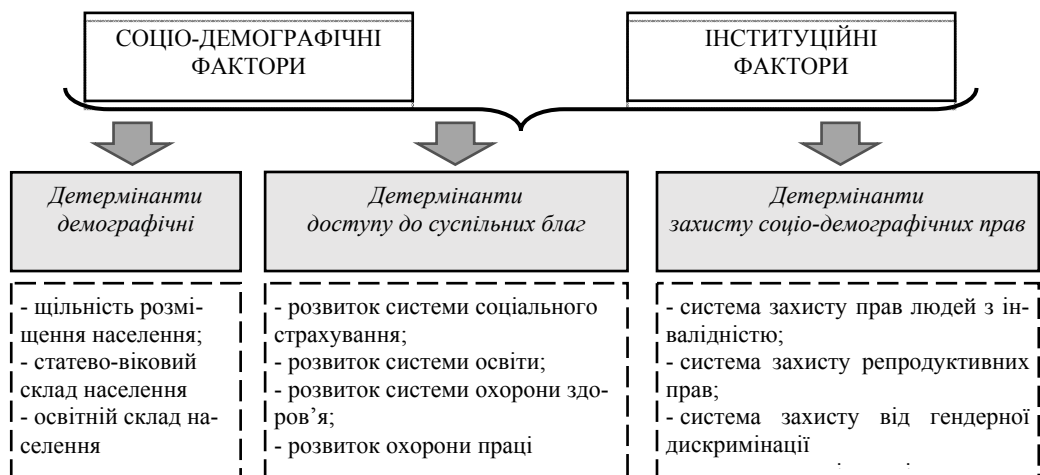 СОЦІО-ДЕМОГРАФІЧНІ
ФАКТОРИ
ІНСТИТУЦІЙНІ
ФАКТОРИ
Детермінанти
демографічні
Детермінанти
доступу до суспільних благ
Детермінанти
захисту соціо-демографічних прав
- щільність розмі-
щення населення;
- статево-віковий
склад населення
- освітній склад на-
селення
- розвиток системи соціального
страхування;
- розвиток системи освіти;
- розвиток системи охорони здо-
ров’я;
- розвиток охорони праці
- система захисту прав людей з ін-
валідністю;
- система захисту репродуктивних
прав;
- система захисту від гендерної
дискримінації